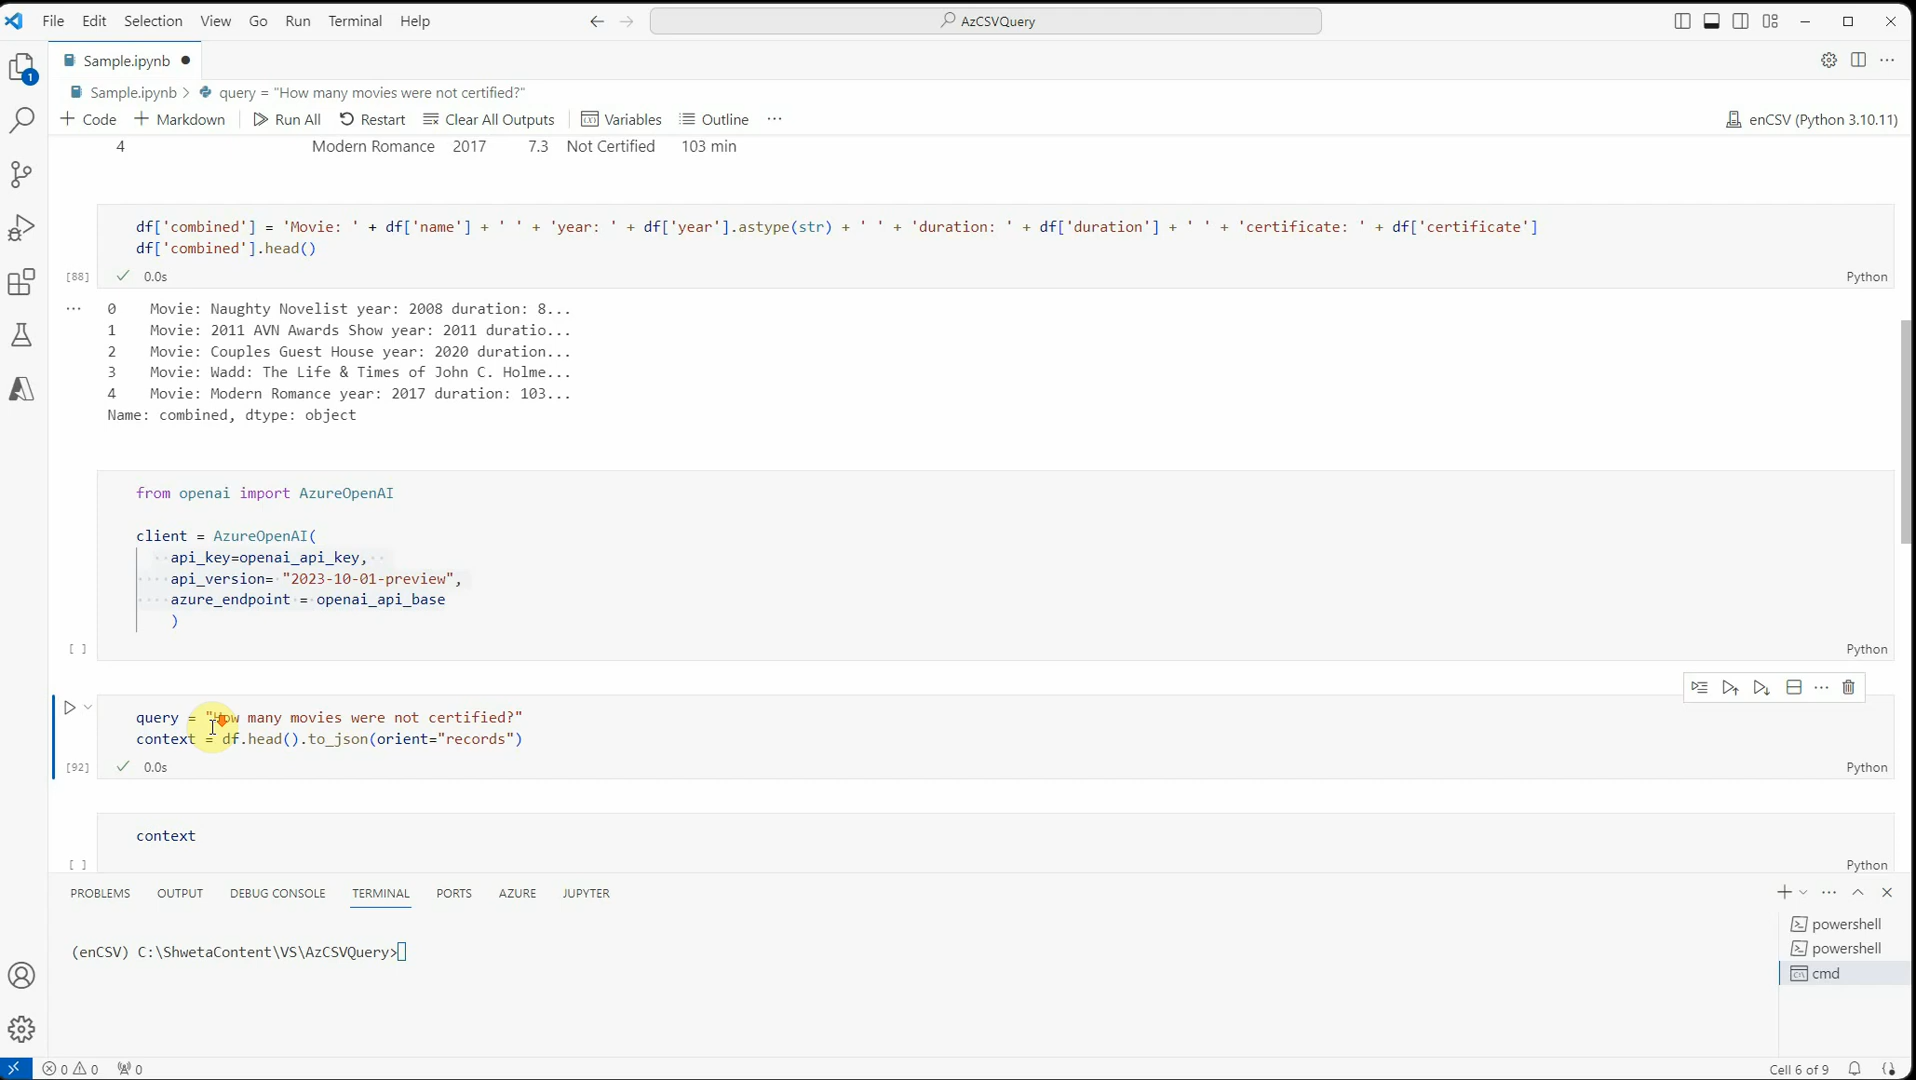 File Edit Selection View Go Run Terminal Help
AzCSVQuery
Sample.ipynb
1
Sample.ipynb > query = "How many movies were not certified?"
+ Code + Markdown Run All Restart Clear All Outputs Variables Outline ···
enCSV (Python 3.10.11)
4 Modern Romance 2017 7.3 Not Certified 103 min
df['combined'] = 'Movie: ' + df['name'] + ' ' + 'year: ' + df['year'].astype(str) + ' ' + 'duration: ' + df['duration'] + ' ' + 'certificate: ' + df['certificate']
df['combined'].head()
[88] 0.0s Python
0 Movie: Naughty Novelist year: 2008 duration: 8...
1 Movie: 2011 AVN Awards Show year: 2011 duratio...
2 Movie: Couples Guest House year: 2020 duration...
3 Movie: Wadd: The Life & Times of John C. Holme...
4 Movie: Modern Romance year: 2017 duration: 103...
Name: combined, dtype: object
from openai import AzureOpenAI
client = AzureOpenAI(
api_key=openai_api_key,
api_version= "2023-10-01-preview",
azure_endpoint = openai_api_base
)
[ ] Python
query = "How many movies were not certified?"
context = df.head().to_json(orient="records")
[92] 0.0s Python
context
[ ] Python
PROBLEMS OUTPUT DEBUG CONSOLE TERMINAL PORTS AZURE JUPYTER
powershell
powershell
cmd
(enCSV) C:\ShwetaContent\VS\AzCSVQuery>
0 0 0
Cell 6 of 9